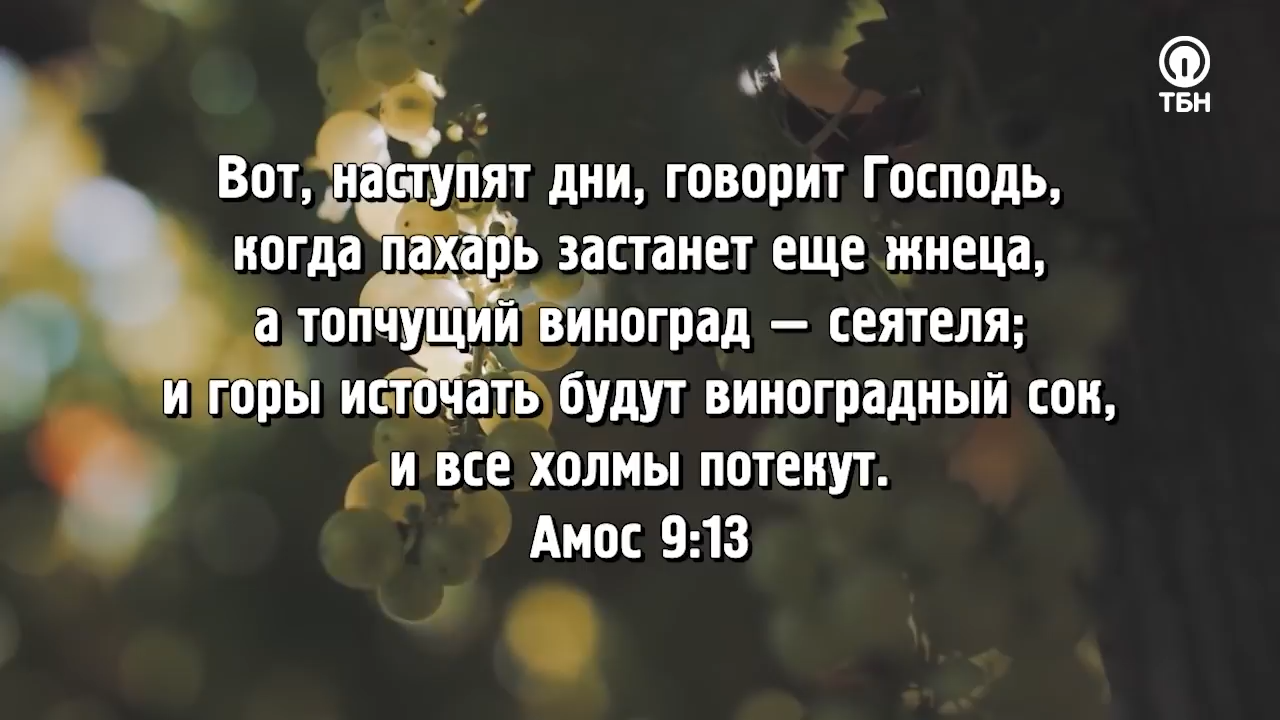 ТБН
Вот, наступят дни, говорит Господь,
когда пахарь застанет еще жнеца,
а топчущий виноград — сеятеля;
и горы источать будут виноградный сок,
и все холмы потекут.
Амос 9:13